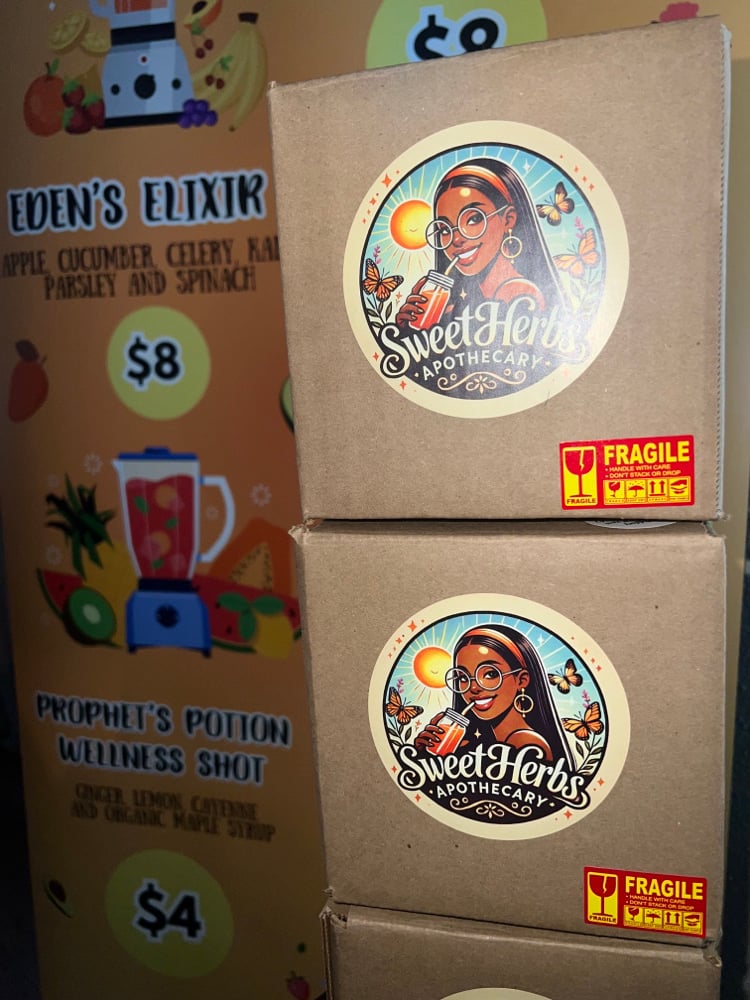 $8
EDEN'S ELIXIR
APPLE, CUCUMBER, CELERY,
PARSLEY AND SPINACH
$8
PROPHET'S POTION
WELLNESS SHOT
GINGER, LEMON, CAYENNE
AND ORGANIC MAPLE SYRUP
$4
SweetHerbs
• APOTHECARY •
FRAGILE
• HANDLE WITH CARE
• DON'T STACK OR DROP
FRAGILE
SweetHerbs
• APOTHECARY •
FRAGILE
• HANDLE WITH CARE
• DON'T STACK OR DROP
FRAGILE